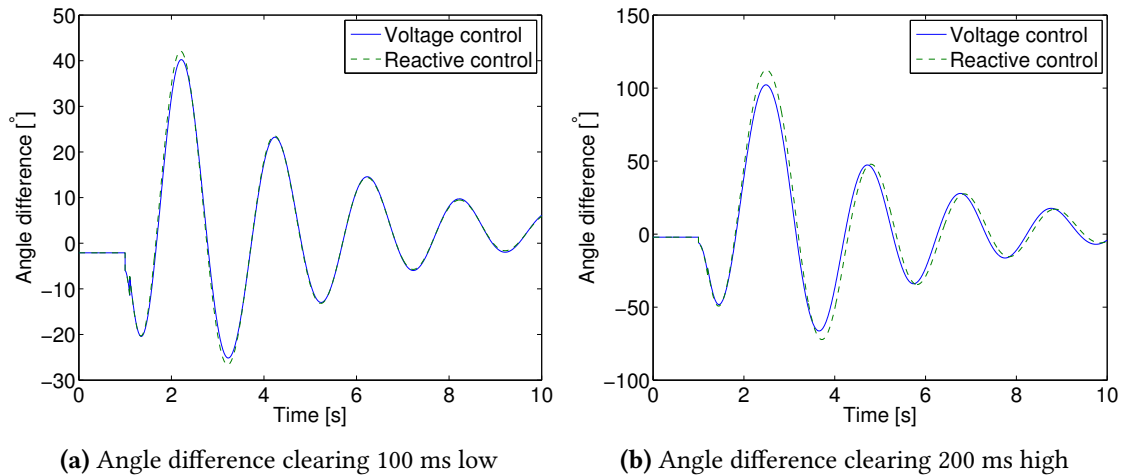 50
40
30
20
10
0
−10
−20
−30
Angle difference [°]
0 2 4 6 8 10
Time [s]
Voltage control
Reactive control
(a) Angle difference clearing 100 ms low
150
100
50
0
−50
−100
Angle difference [°]
0 2 4 6 8 10
Time [s]
Voltage control
Reactive control
(b) Angle difference clearing 200 ms high